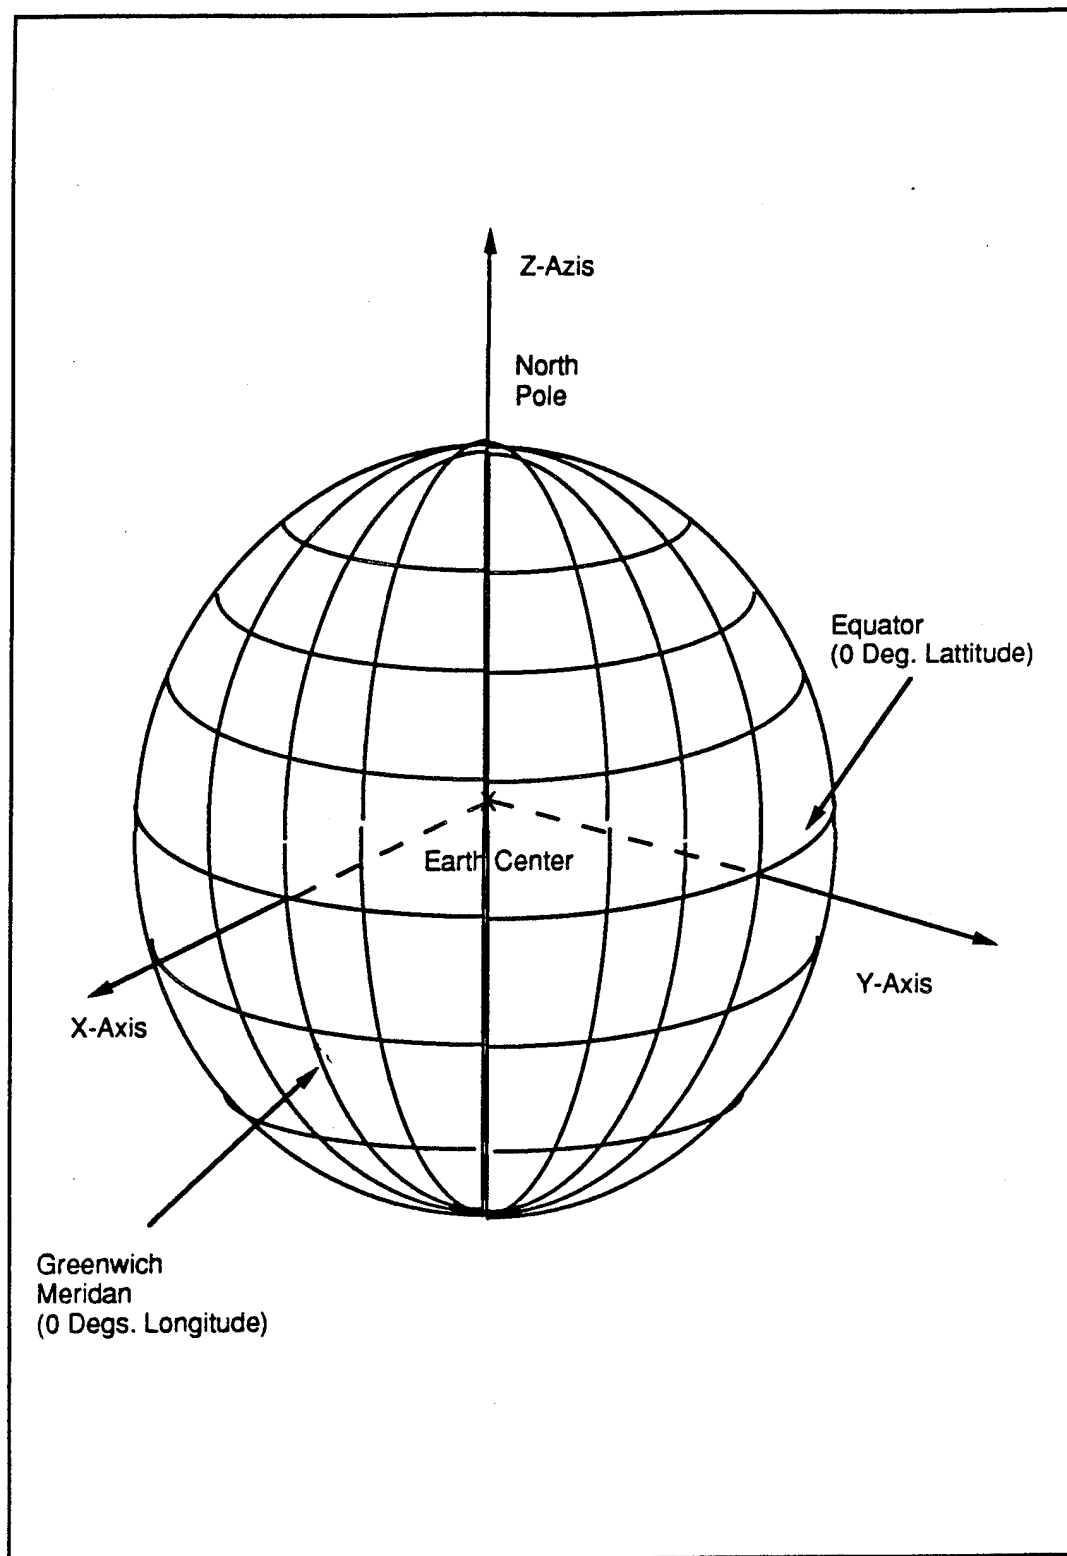 Z-Azis
North
Pole
Equator
(0 Deg. Lattitude)
Earth Center
Y-Axis
X-Axis
Greenwich
Meridan
(0 Degs. Longitude)